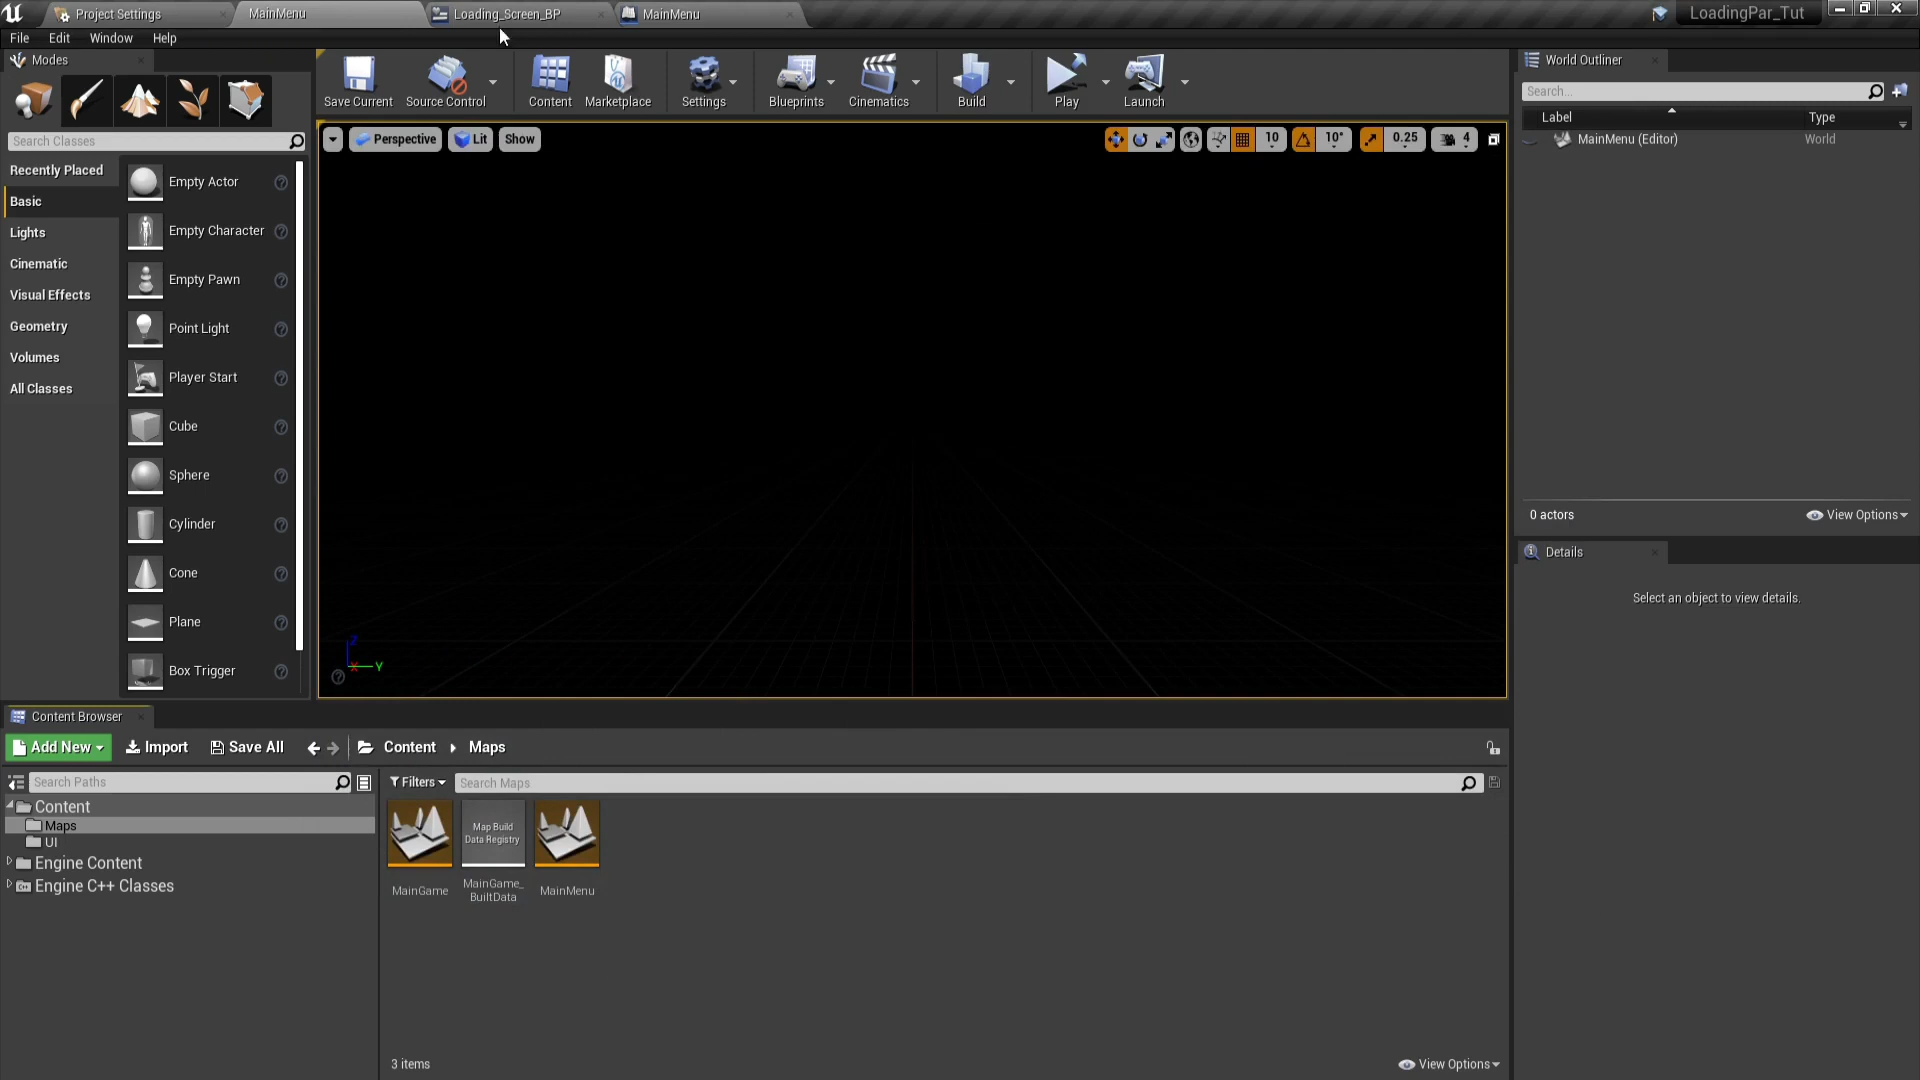 Project Settings
MainMenu
Loading_Screen_BP
MainMenu
LoadingPar_Tut
File
Edit
Window
Help
Modes
Save Current
Source Control
Content
Marketplace
Settings
Blueprints
Cinematics
Build
Play
Launch
World Outliner
Search...
Label
Type
MainMenu (Editor)
World
Search Classes
Perspective
Lit
Show
10
10°
0.25
4
Recently Placed
Basic
Lights
Cinematic
Visual Effects
Geometry
Volumes
All Classes
Empty Actor
Empty Character
Empty Pawn
Point Light
Player Start
Cube
Sphere
Cylinder
Cone
Plane
Box Trigger
Z
X
Y
0 actors
View Options
Details
Select an object to view details.
Content Browser
Add New
Import
Save All
Content
Maps
Search Paths
Filters
Search Maps
Content
Maps
UI
Engine Content
Engine C++ Classes
Map Build
Data Registry
MainGame
MainGame_
BuiltData
MainMenu
3 items
View Options